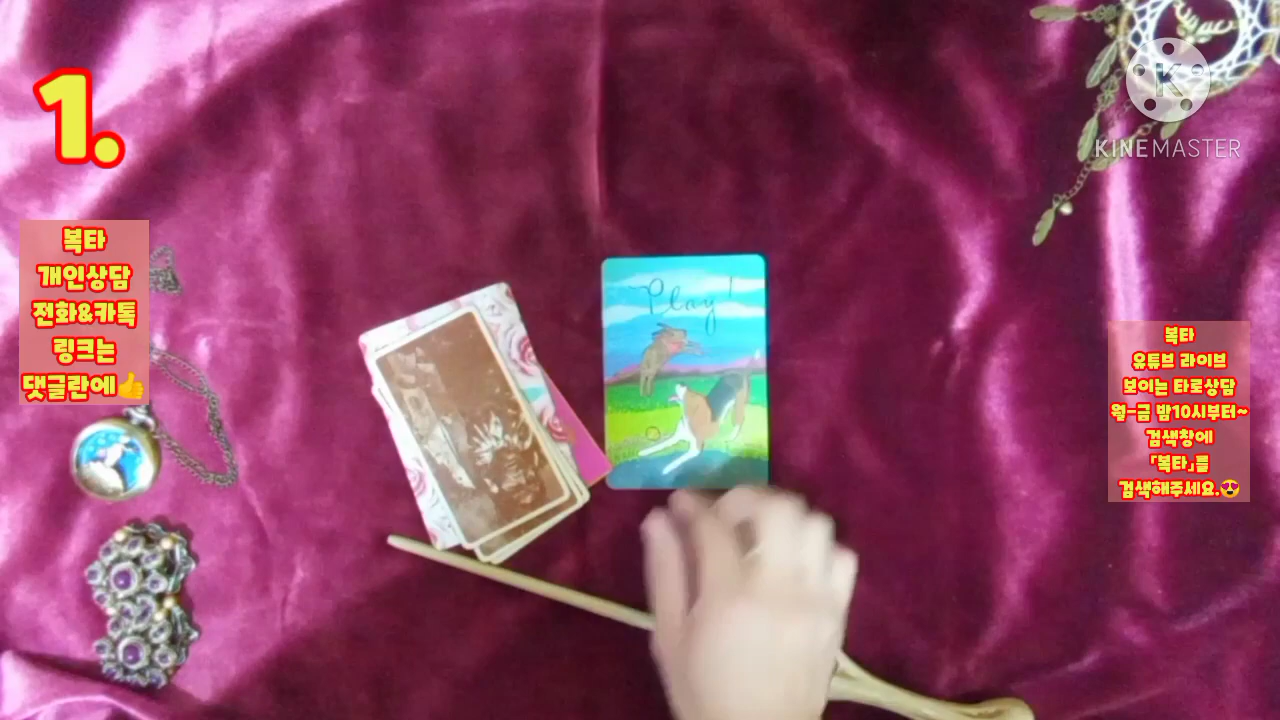 1.
복타
개인상담
전화&카톡
링크는
댓글란에👍
Play!
KINEMASTER
복타
유튜브 라이브
보이는 타로상담
월-금 밤10시부터~
검색창에
「복타」를
검색해주세요.😍